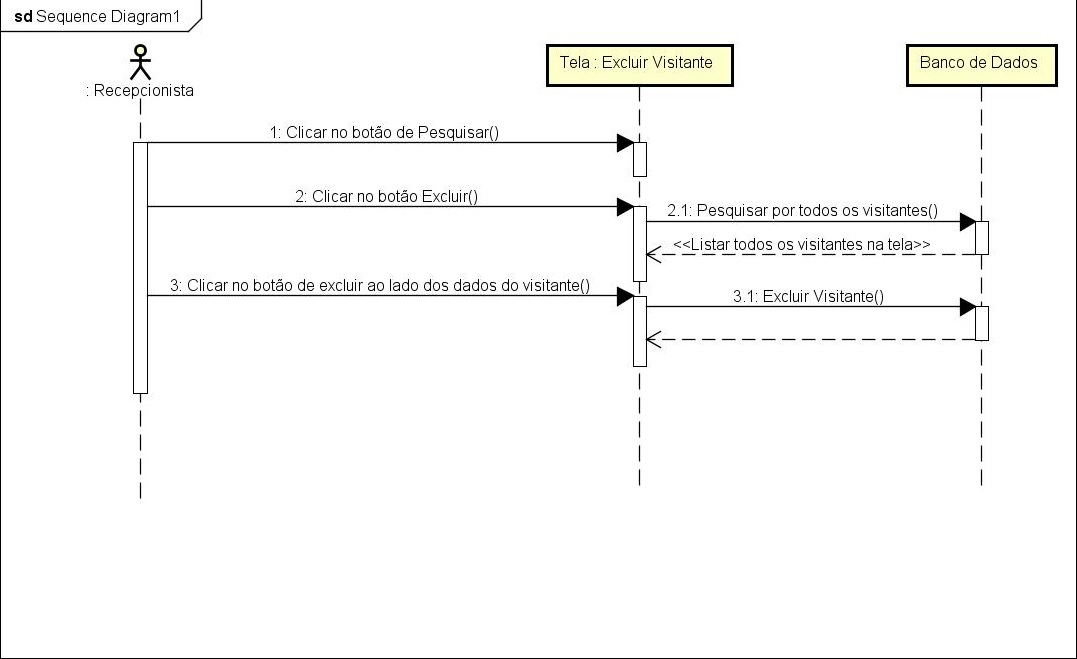 sd Sequence Diagram1
: Recepcionista
Tela : Excluir Visitante
Banco de Dados
1: Clicar no botão de Pesquisar()
2: Clicar no botão Excluir()
2.1: Pesquisar por todos os visitantes()
<<Listar todos os visitantes na tela>>
3: Clicar no botão de excluir ao lado dos dados do visitante()
3.1: Excluir Visitante()